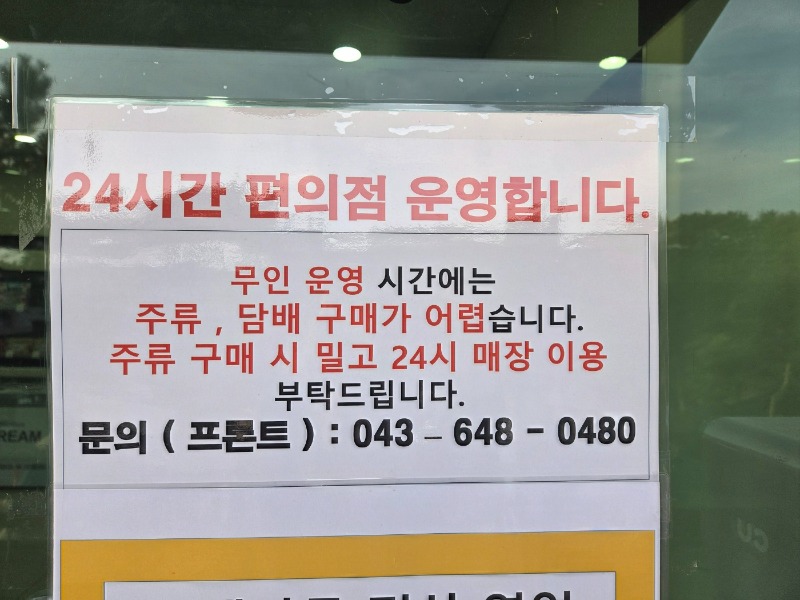 24시간 편의점 운영합니다.
무인 운영 시간에는
주류 , 담배 구매가 어렵습니다.
주류 구매 시 밀고 24시 매장 이용
부탁드립니다.
문의 ( 프론트 ) : 043 – 648 - 0480
REAM
CU